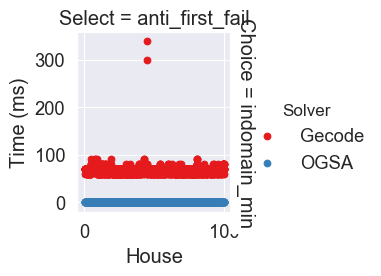 Select = anti_first_fail
Choice = indomain_min
Time (ms)
300
200
100
0
0
House
Solver
Gecode
OGSA